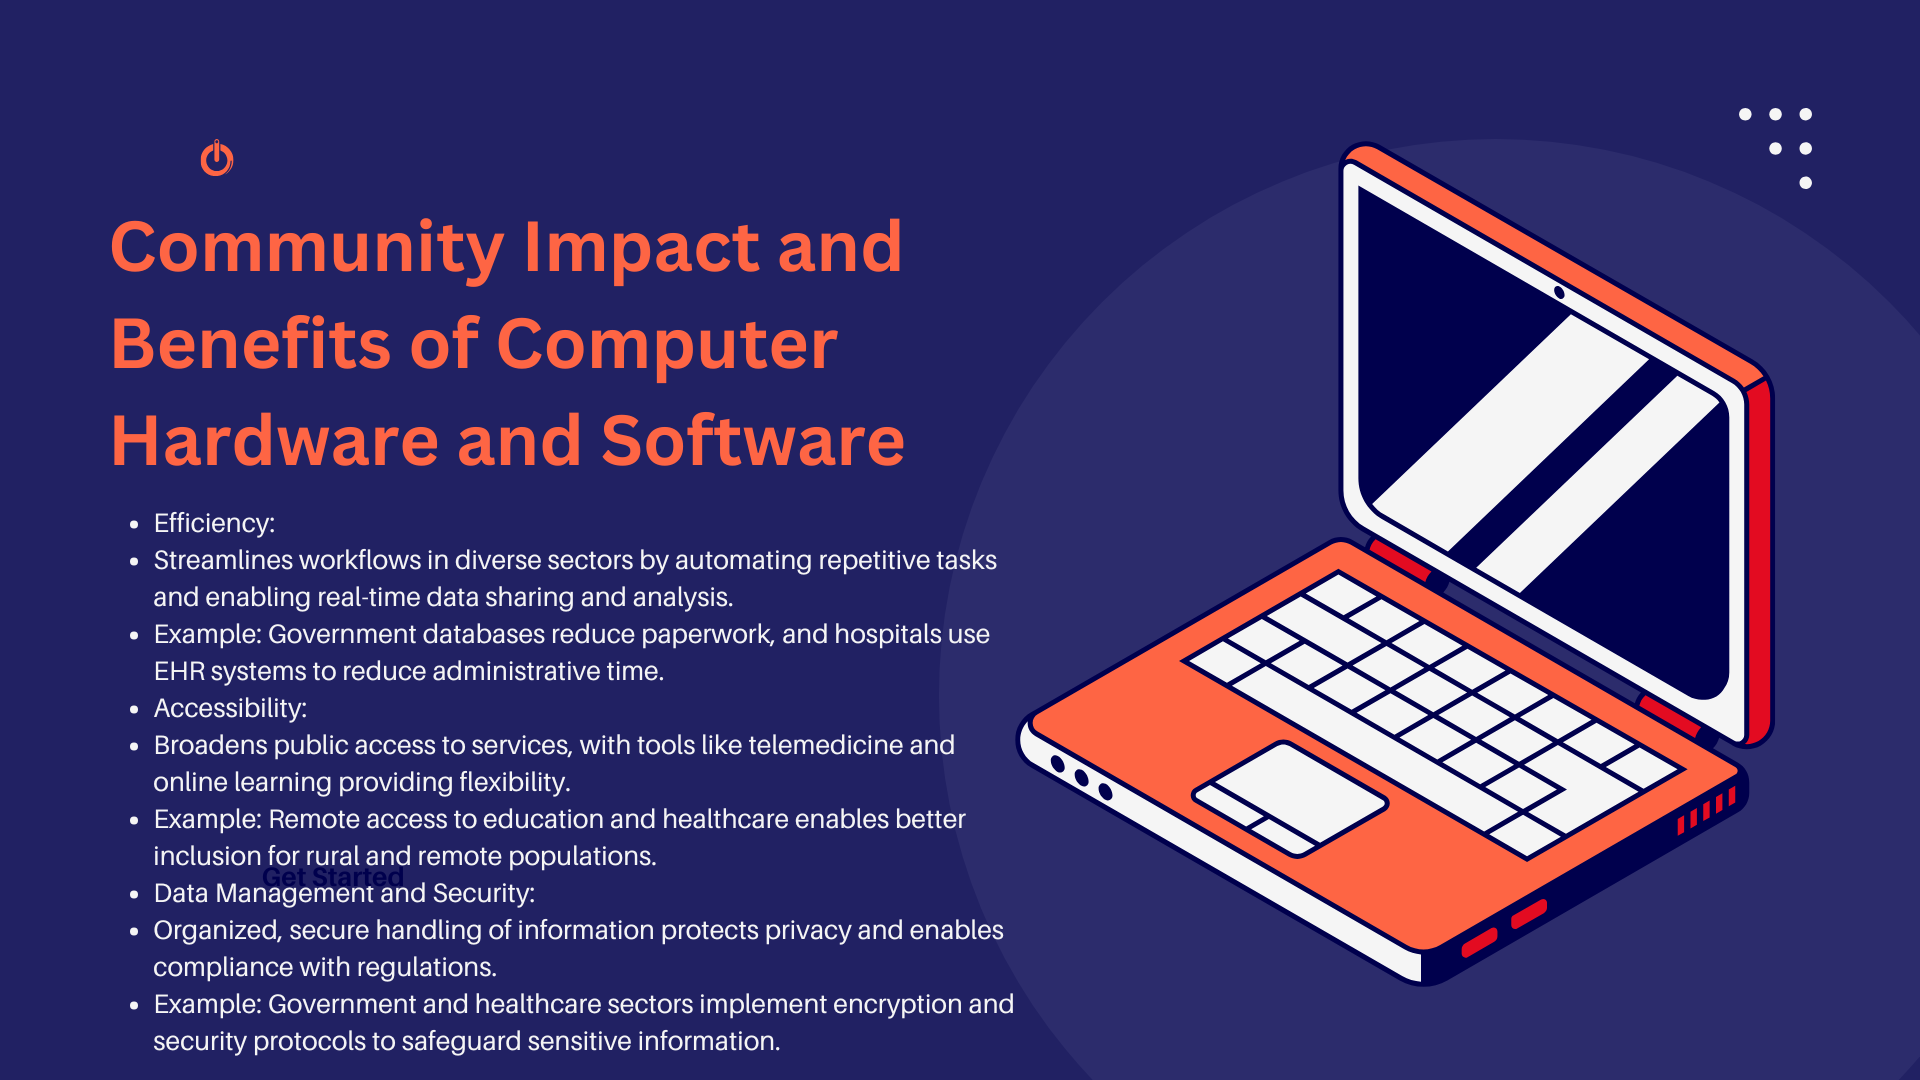 Community Impact and
Benefits of Computer
Hardware and Software
• Efficiency:
• Streamlines workflows in diverse sectors by automating repetitive tasks
and enabling real-time data sharing and analysis.
• Example: Government databases reduce paperwork, and hospitals use
EHR systems to reduce administrative time.
• Accessibility:
• Broadens public access to services, with tools like telemedicine and
online learning providing flexibility.
• Example: Remote access to education and healthcare enables better
inclusion for rural and remote populations.
Get Started
• Data Management and Security:
• Organized, secure handling of information protects privacy and enables
compliance with regulations.
• Example: Government and healthcare sectors implement encryption and
security protocols to safeguard sensitive information.